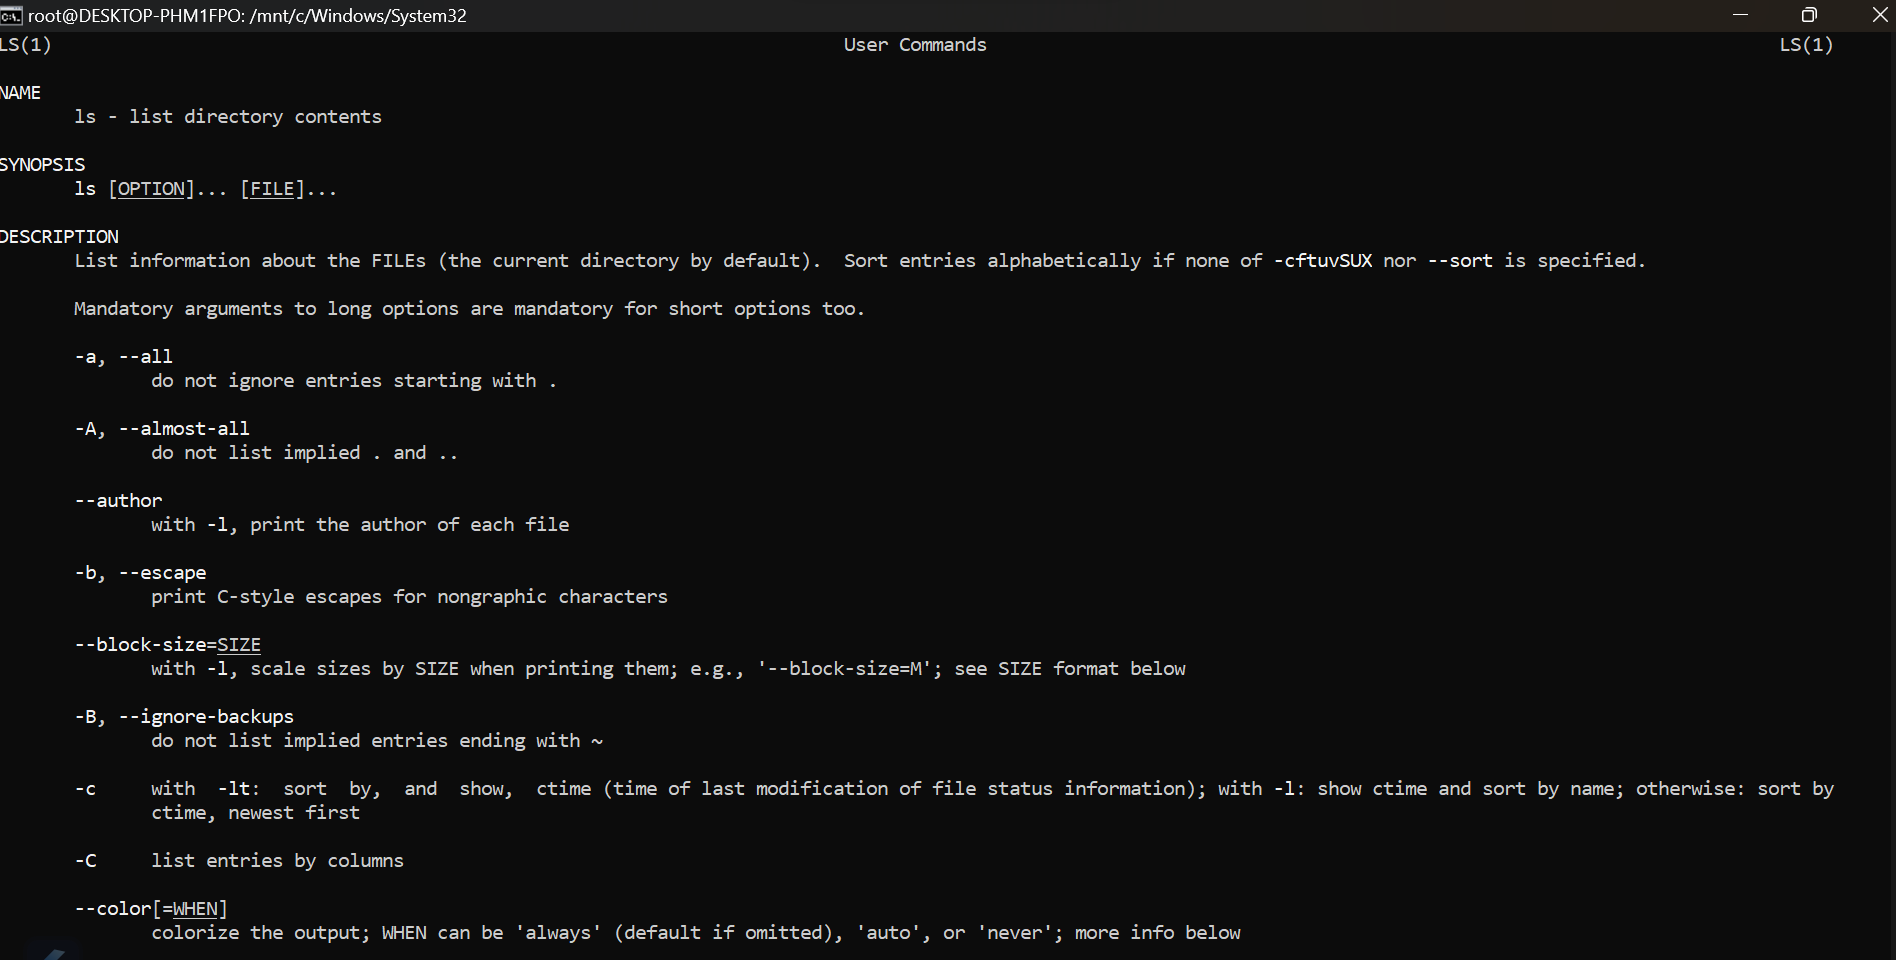 root@DESKTOP-PHM1FPO: /mnt/c/Windows/System32
LS(1) User Commands LS(1)
NAME
ls - list directory contents
SYNOPSIS
ls [OPTION]... [FILE]...
DESCRIPTION
List information about the FILEs (the current directory by default).  Sort entries alphabetically if none of -cftuvSUX nor --sort is specified.
Mandatory arguments to long options are mandatory for short options too.
-a, --all
do not ignore entries starting with .
-A, --almost-all
do not list implied . and ..
--author
with -l, print the author of each file
-b, --escape
print C-style escapes for nongraphic characters
--block-size=SIZE
with -l, scale sizes by SIZE when printing them; e.g., '--block-size=M'; see SIZE format below
-B, --ignore-backups
do not list implied entries ending with ~
-c with -lt: sort by, and show, ctime (time of last modification of file status information); with -l: show ctime and sort by name; otherwise: sort by
ctime, newest first
-C list entries by columns
--color[=WHEN]
colorize the output; WHEN can be 'always' (default if omitted), 'auto', or 'never'; more info below